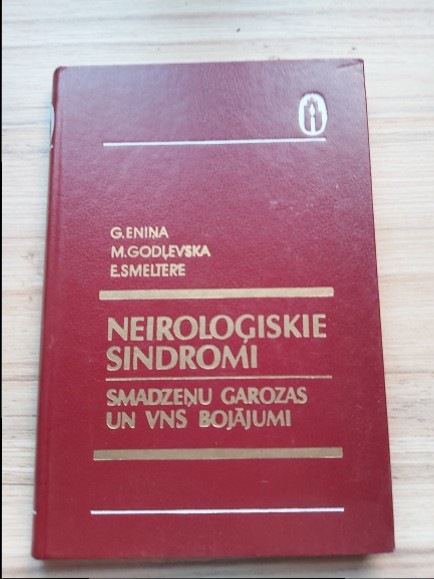 G.ENIŅA
M.GODĻEVSKA
E.SMELTERE
NEIROLOĢISKIE
SINDROMI
SMADZEŅU GAROZAS
UN VNS BOJĀJUMI